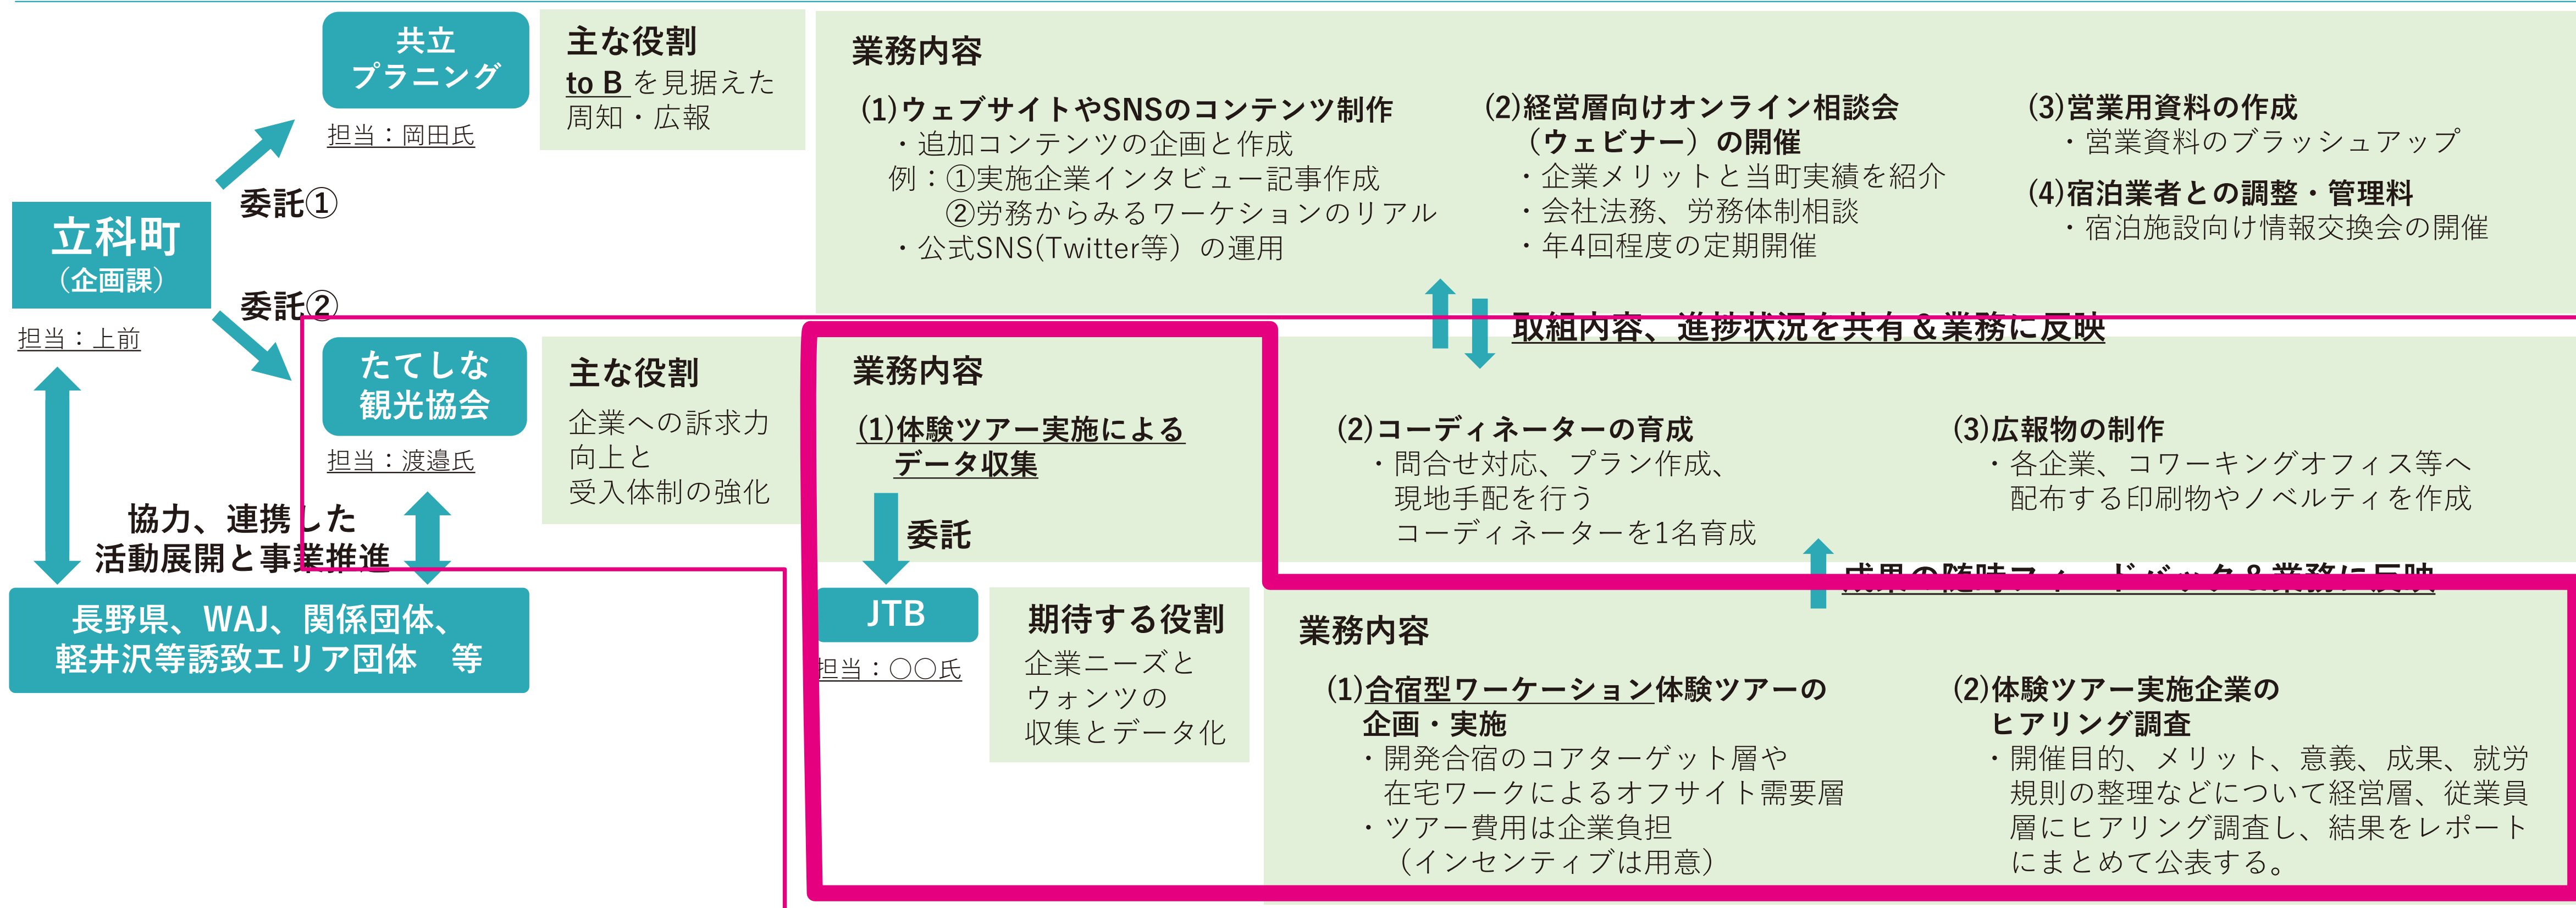 共立
プラニング
担当：岡田氏
主な役割
to B を見据えた
周知・広報
業務内容
(1)ウェブサイトやSNSのコンテンツ制作
・追加コンテンツの企画と作成
例：①実施企業インタビュー記事作成
②労務からみるワーケションのリアル
・公式SNS(Twitter等）の運用
(2)経営層向けオンライン相談会
（ウェビナー）の開催
・企業メリットと当町実績を紹介
・会社法務、労務体制相談
・年4回程度の定期開催
(3)営業用資料の作成
・営業資料のブラッシュアップ
(4)宿泊業者との調整・管理料
・宿泊施設向け情報交換会の開催
委託①
立科町
（企画課）
担当：上前
委託②
取組内容、進捗状況を共有＆業務に反映
たてしな
観光協会
担当：渡邉氏
主な役割
企業への訴求力
向上と
受入体制の強化
業務内容
(1)体験ツアー実施による
データ収集
委託
(2)コーディネーターの育成
・問合せ対応、プラン作成、
現地手配を行う
コーディネーターを1名育成
(3)広報物の制作
・各企業、コワーキングオフィス等へ
配布する印刷物やノベルティを作成
協力、連携した
活動展開と事業推進
長野県、WAJ、関係団体、
軽井沢等誘致エリア団体　等
成果の随時フィードバック＆業務に反映
JTB
担当：〇〇氏
期待する役割
企業ニーズと
ウォンツの
収集とデータ化
業務内容
(1)合宿型ワーケーション体験ツアーの
企画・実施
・開発合宿のコアターゲット層や
在宅ワークによるオフサイト需要層
・ツアー費用は企業負担
（インセンティブは用意）
(2)体験ツアー実施企業の
ヒアリング調査
・開催目的、メリット、意義、成果、就労
規則の整理などについて経営層、従業員
層にヒアリング調査し、結果をレポート
にまとめて公表する。